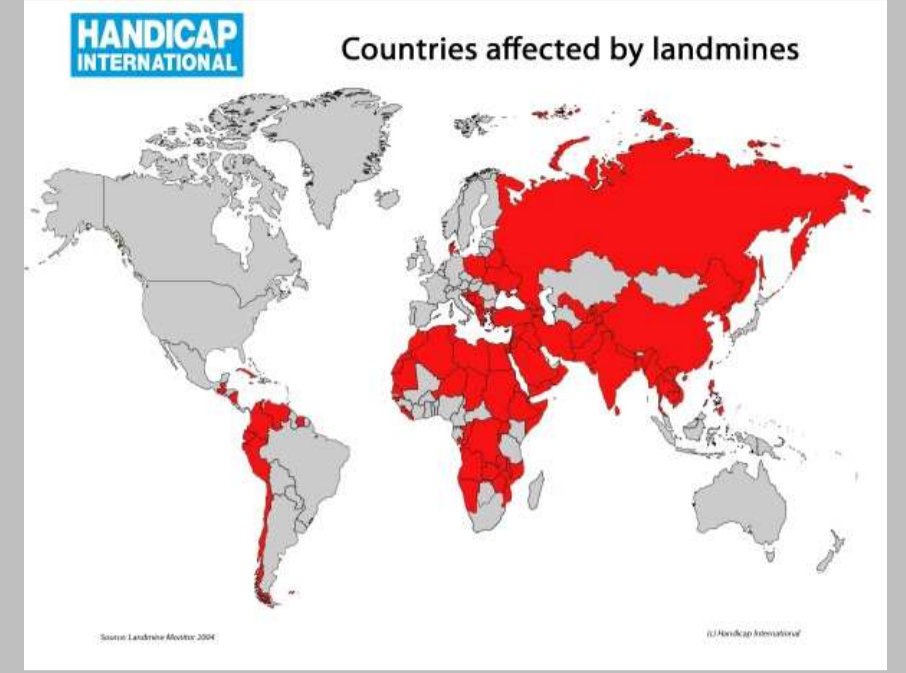 HANDICAP
INTERNATIONAL
Countries affected by landmines
Source: Landmine Monitor 2004
(c) Handicap International